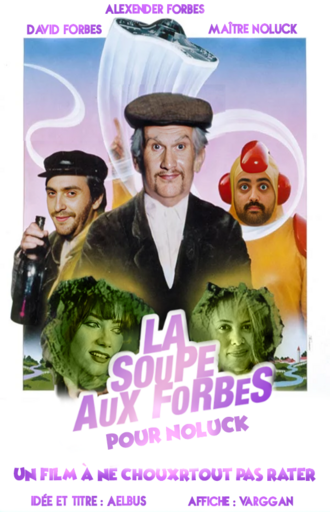 ALEXENDER FORBES
DAVID FORBES
MAÎTRE NOLUCK
LA
SOUPE
AUX FORBES
POUR NOLUCK
UN FILM À NE CHOUXRTOUT PAS RATER
IDÉE ET TITRE : AELBUS
AFFICHE : VARGGAN